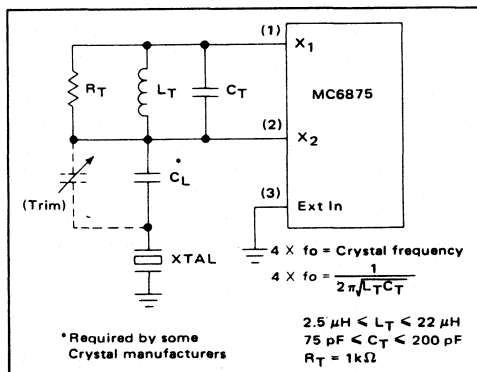 (1)
X1
RT
LT
CT
MC6875
(2)
X2
*
CL
(Trim)
(3)
Ext In
XTAL
4 X fo = Crystal frequency
4 X fo = 1
2π√LTCT
2.5 μH ⩽ LT ⩽ 22 μH
75 pF ⩽ CT ⩽ 200 pF
RT = 1kΩ
*Required by some
Crystal manufacturers